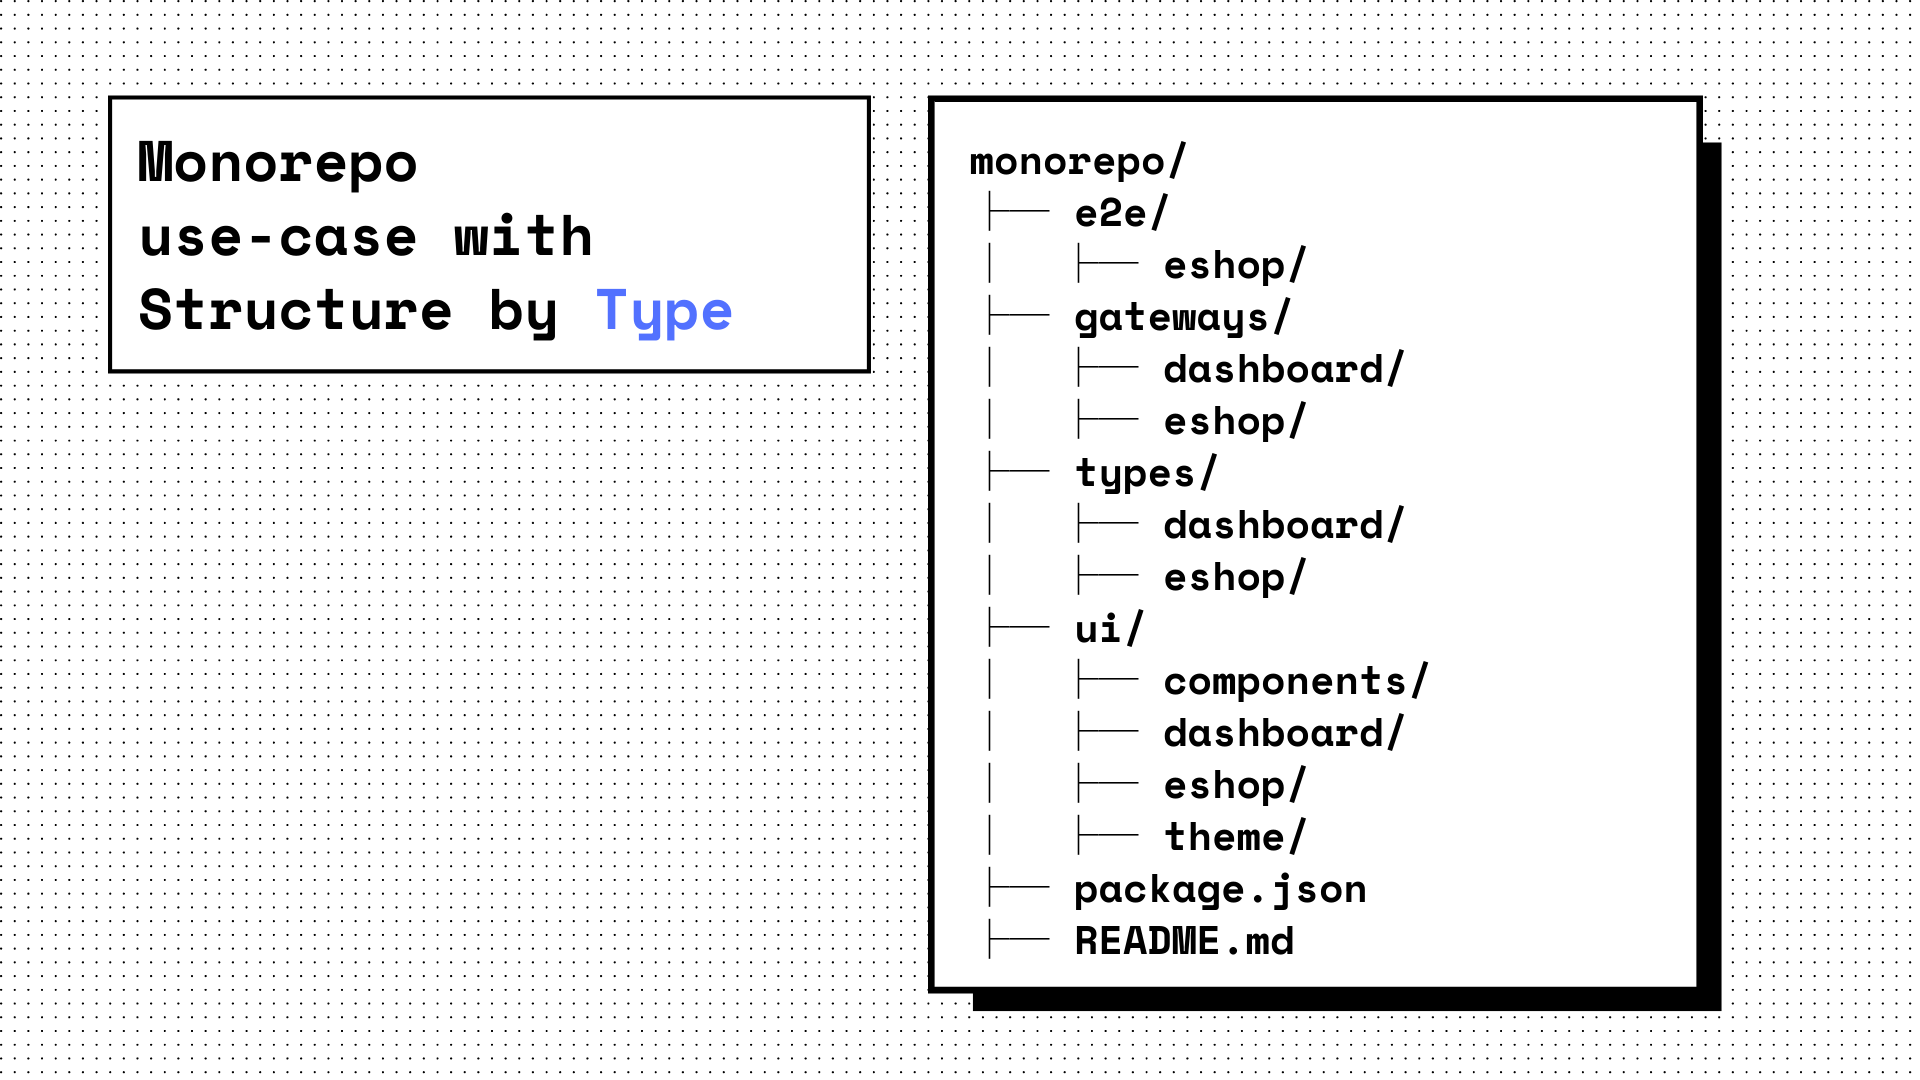 Monorepo
use-case with
Structure by Type
monorepo/
├── e2e/
│   ├── eshop/
├── gateways/
│   ├── dashboard/
│   ├── eshop/
├── types/
│   ├── dashboard/
│   ├── eshop/
├── ui/
│   ├── components/
│   ├── dashboard/
│   ├── eshop/
│   ├── theme/
├── package.json
├── README.md